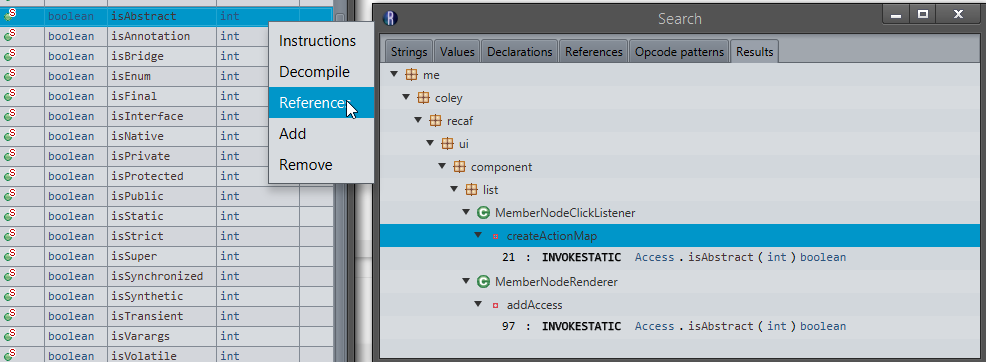 boolean isAbstract int
boolean isAnnotation int
boolean isBridge int
boolean isEnum int
boolean isFinal int
boolean isInterface int
boolean isNative int
boolean isPrivate int
boolean isProtected int
boolean isPublic int
boolean isStatic int
boolean isStrict int
boolean isSuper int
boolean isSynchronized int
boolean isSynthetic int
boolean isTransient int
boolean isVarargs int
boolean isVolatile int
Instructions
Decompile
References
Add
Remove
Search
Strings Values Declarations References Opcode patterns Results
me
coley
recaf
ui
component
list
MemberNodeClickListener
createActionMap
21 : INVOKESTATIC Access.isAbstract(int)boolean
MemberNodeRenderer
addAccess
97 : INVOKESTATIC Access.isAbstract(int)boolean